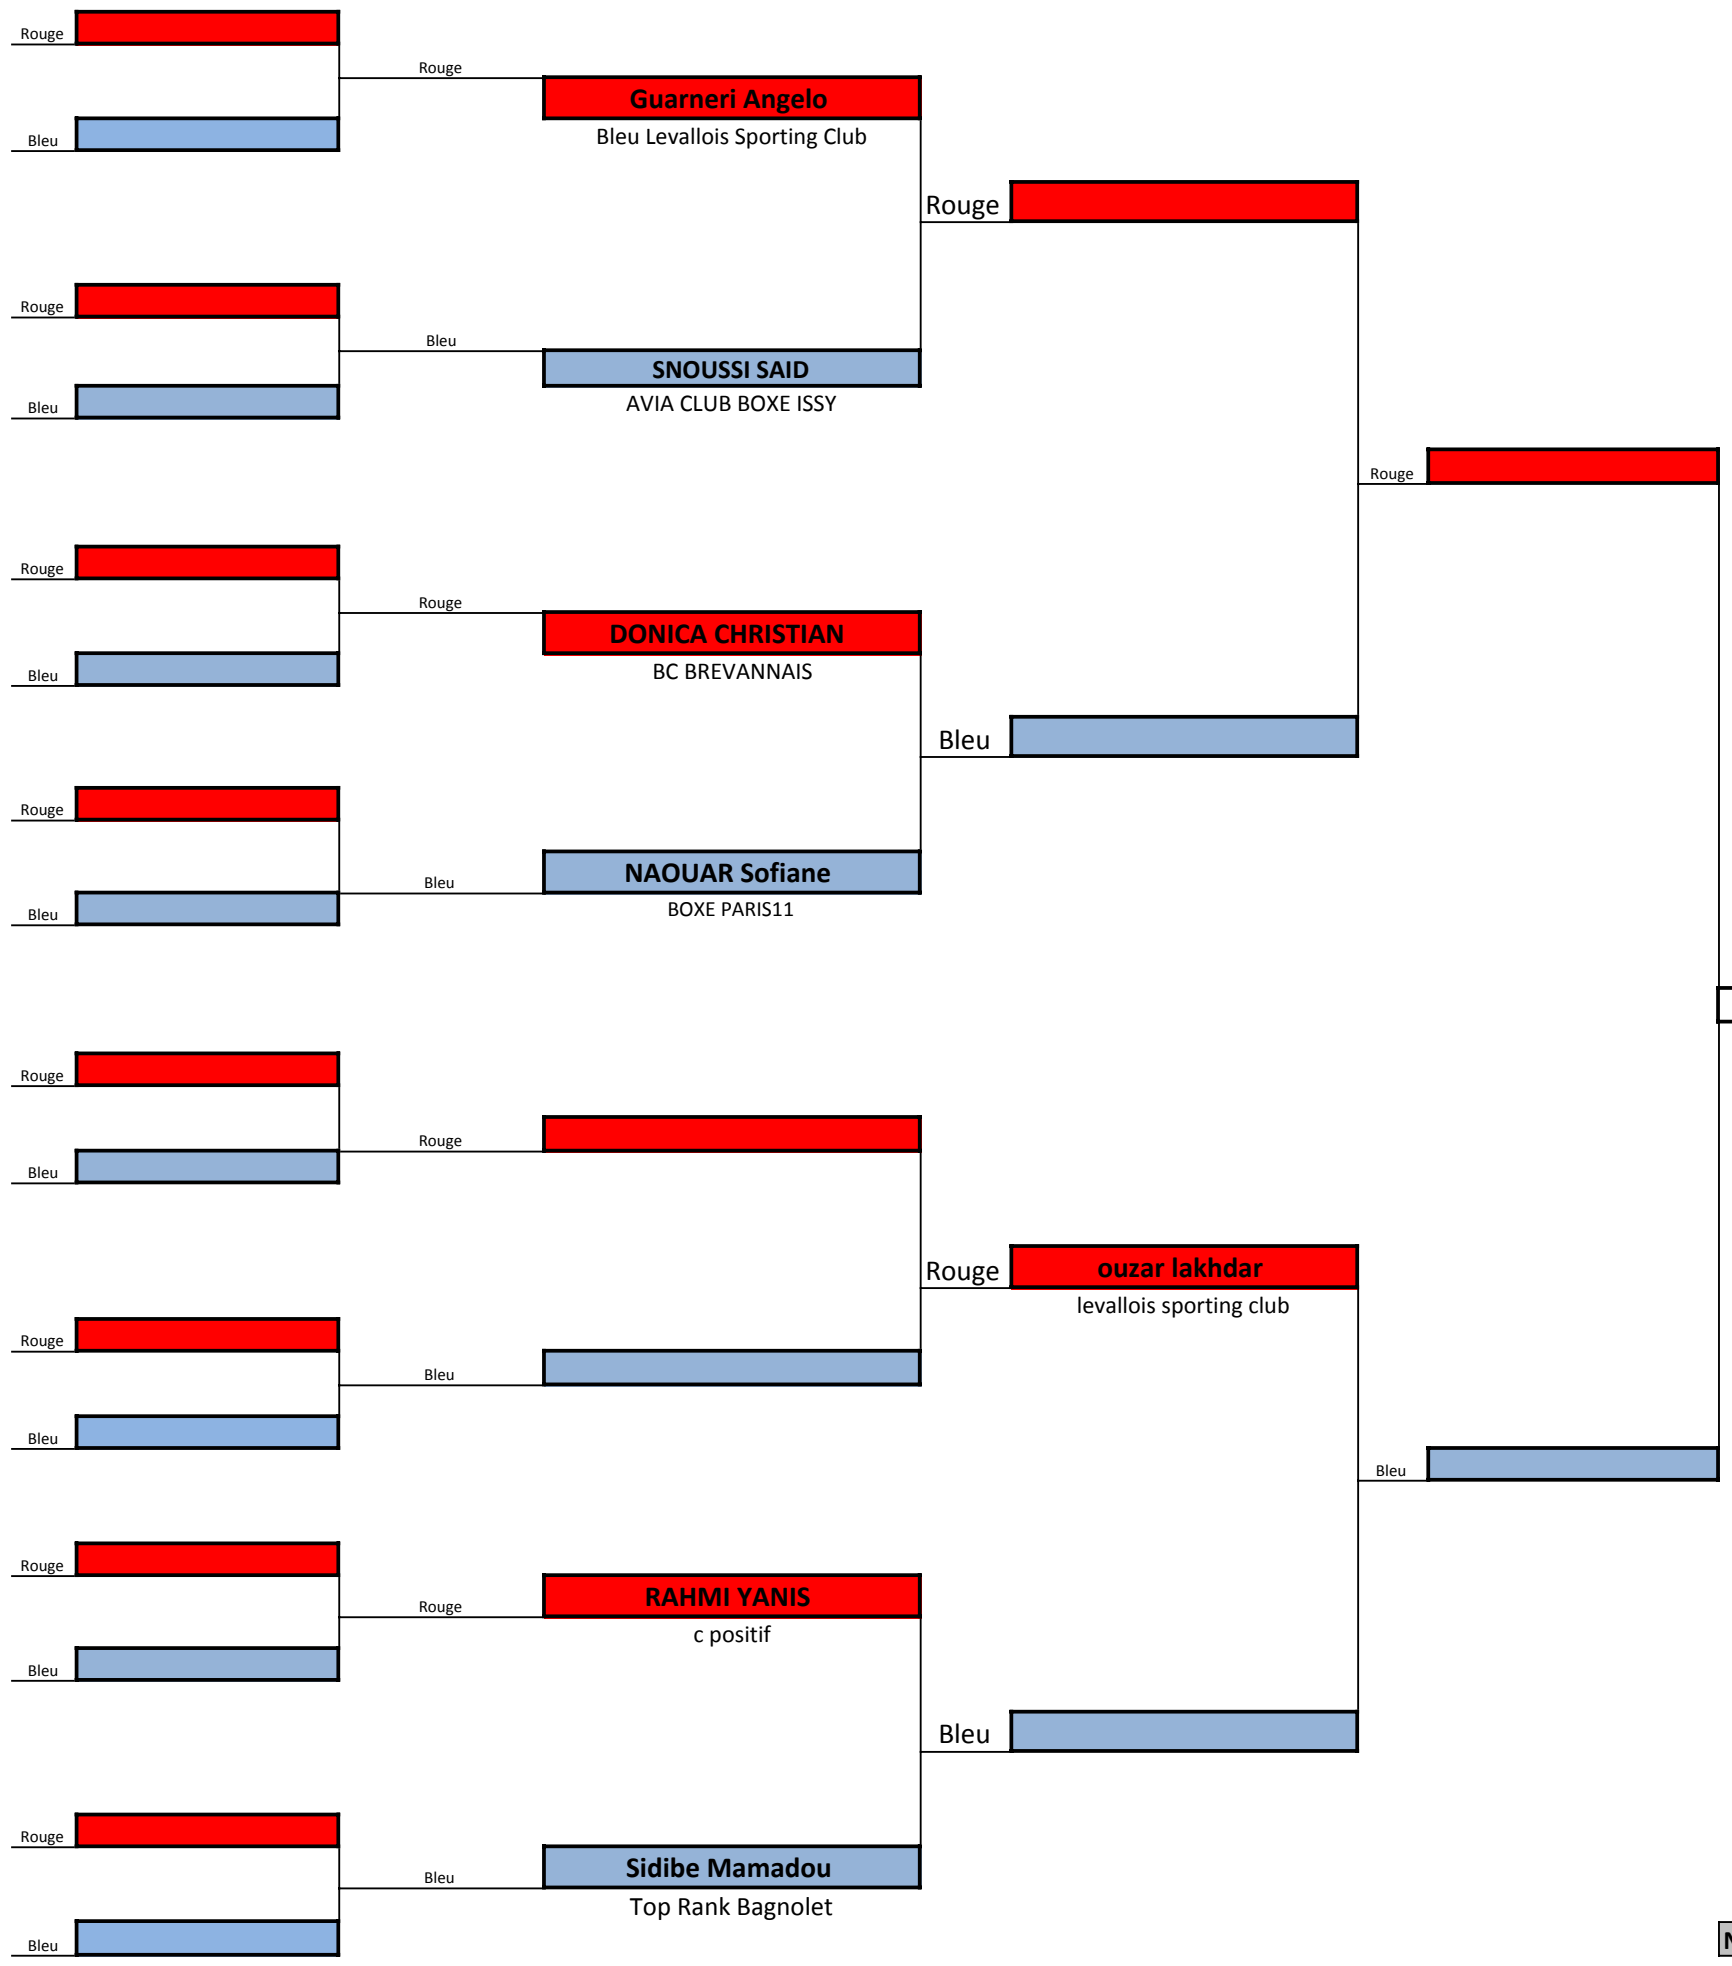 Rouge
Rouge
Guarneri Angelo
Bleu Levallois Sporting Club
Bleu
Rouge
Rouge
Bleu
SNOUSSI SAID
AVIA CLUB BOXE ISSY
Bleu
Rouge
Rouge
Rouge
DONICA CHRISTIAN
BC BREVANNAIS
Bleu
Bleu
Rouge
NAOUAR Sofiane
Bleu
BOXE PARIS11
Bleu
Rouge
Rouge
Bleu
Rouge
ouzar lakhdar
levallois sporting club
Rouge
Bleu
Bleu
Bleu
Rouge
RAHMI YANIS
Rouge
c positif
Bleu
Bleu
Rouge
Sidibe Mamadou
Bleu
Top Rank Bagnolet
Bleu